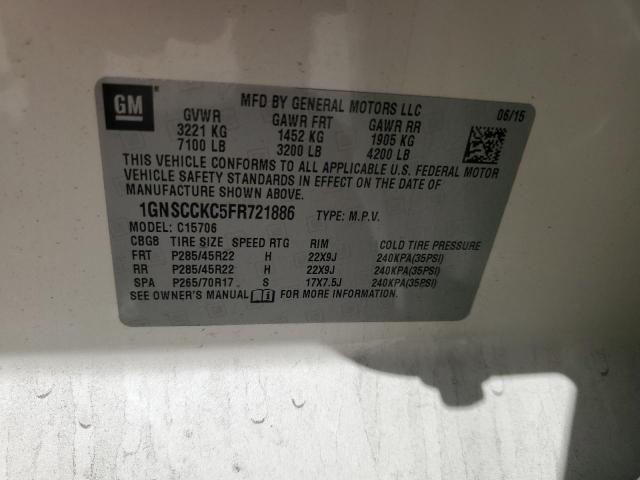 GM
MFD BY GENERAL MOTORS LLC 06/15
GVWR GAWR FRT GAWR RR
3221 KG 1452 KG 1905 KG
7100 LB 3200 LB 4200 LB
THIS VEHICLE CONFORMS TO ALL APPLICABLE U.S. FEDERAL MOTOR
VEHICLE SAFETY STANDARDS IN EFFECT ON THE DATE OF
MANUFACTURE SHOWN ABOVE.
1GNSCCKC5FR721886 TYPE: M.P.V.
MODEL: C15706
CBGB TIRE SIZE SPEED RTG RIM COLD TIRE PRESSURE
FRT P285/45R22 H 22X9J 240KPA(35PSI)
RR P285/45R22 H 22X9J 240KPA(35PSI)
SPA P265/70R17 S 17X7.5J 240KPA(35PSI)
SEE OWNER'S MANUAL FOR MORE INFORMATION.